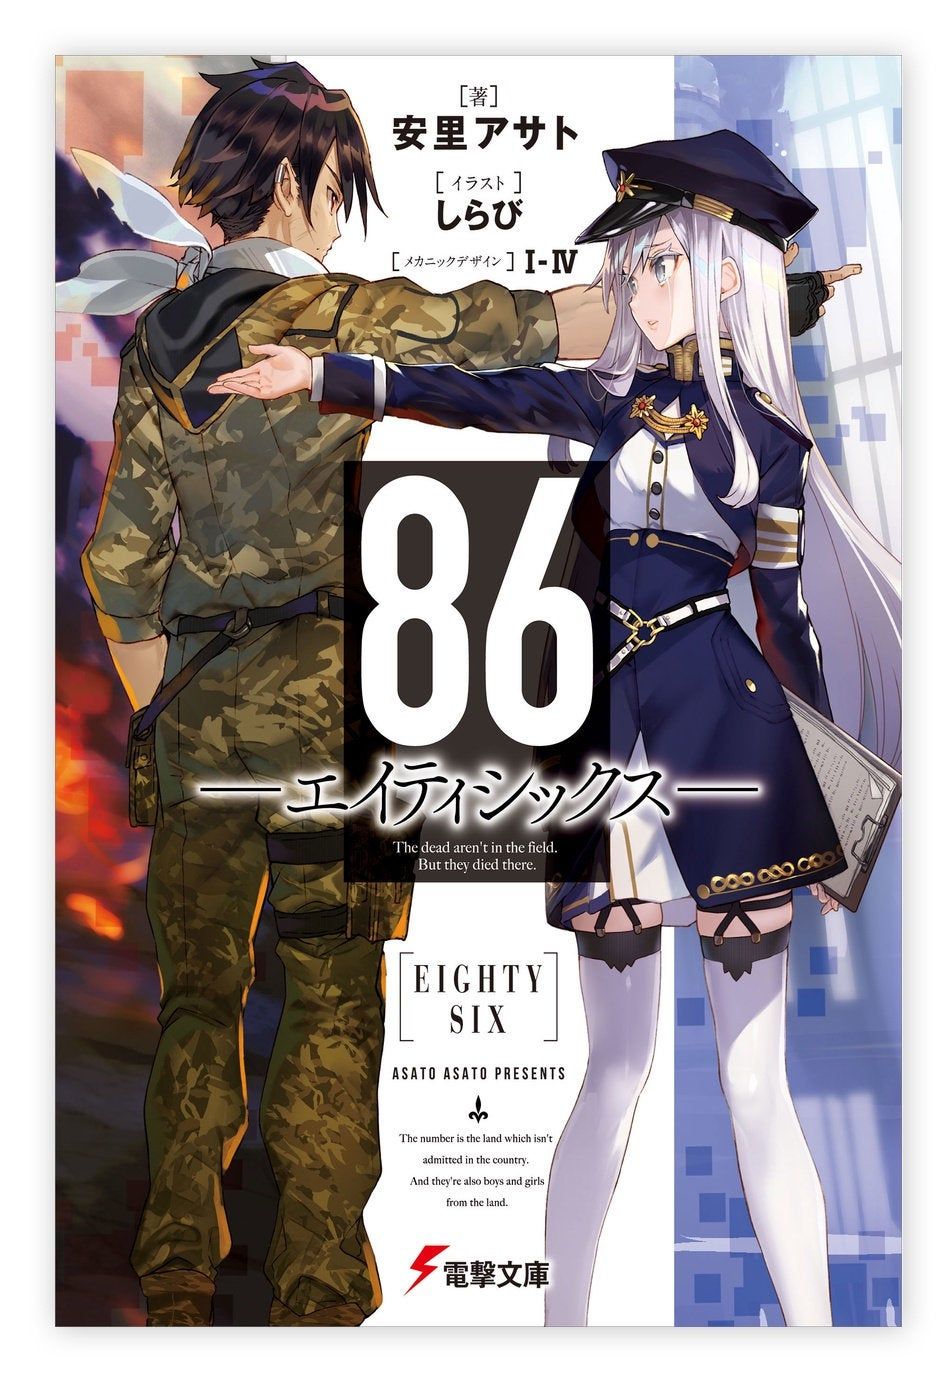 [著]
安里アサト
[イラスト]
しらび
[メカニックデザイン] I-IV
86
―エイティシックス―
The dead aren't in the field.
But they died there.
[EIGHTY
SIX]
ASATO ASATO PRESENTS
The number is the land which isn't
admitted in the country.
And they're also boys and girls
from the land.
電撃文庫